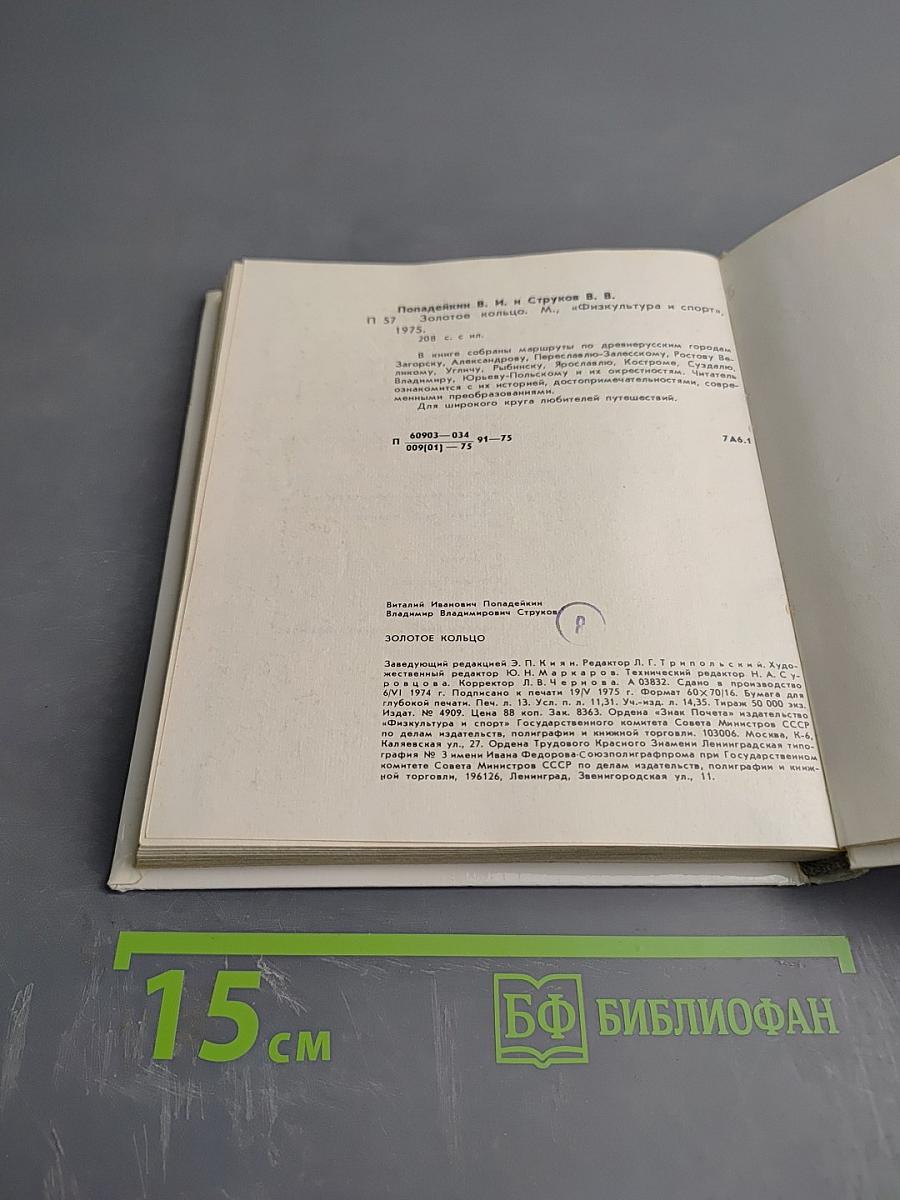 Попадейкин В. И. и Струков В. В.
П 57 Золотое кольцо. М., «Физкультура и спорт»,
1975.
208 с. с ил.
В книге собраны маршруты по древнерусским городам
Загорску, Александрову, Переславлю-Залесскому, Ростову Ве-
ликому, Угличу, Рыбинску, Ярославлю, Костроме, Суздалю,
Владимиру, Юрьеву-Польскому и их окрестностям. Читатель
ознакомится с их историей, достопримечательностями, совре-
менными преобразованиями.
Для широкого круга любителей путешествий.
П 60903—034 91—75 7А6.1
009(01)—75
Виталий Иванович Попадейкин
Владимир Владимирович Струков
Я
ЗОЛОТОЕ КОЛЬЦО
Заведующий редакцией Э. П. Киян. Редактор Л. Г. Трипольский. Худо-
жественный редактор Ю. Н. Маркаров. Технический редактор Н. А. Су-
ровцова. Корректор Л. В. Чернова. А 03832. Сдано в производство
6/VI 1974 г. Подписано к печати 19/V 1975 г. Формат 60×70/16. Бумага для
глубокой печати. Печ. л. 13. Усл. п. л. 11,31. Уч.-изд. л. 14,35. Тираж 50 000 экз.
Издат. № 4909. Цена 88 коп. Зак. 8363. Ордена «Знак Почета» издательство
«Физкультура и спорт» Государственного комитета Совета Министров СССР
по делам издательств, полиграфии и книжной торговли. 103006. Москва, К-6,
Каляевская ул., 27. Ордена Трудового Красного Знамени Ленинградская типо-
графия № 3 имени Ивана Федорова Союзполиграфпрома при Государственном
комитете Совета Министров СССР по делам издательств, полиграфии и книж-
ной торговли, 196126, Ленинград, Звенигородская ул., 11.
15 см
БФ БИБЛИОФАН